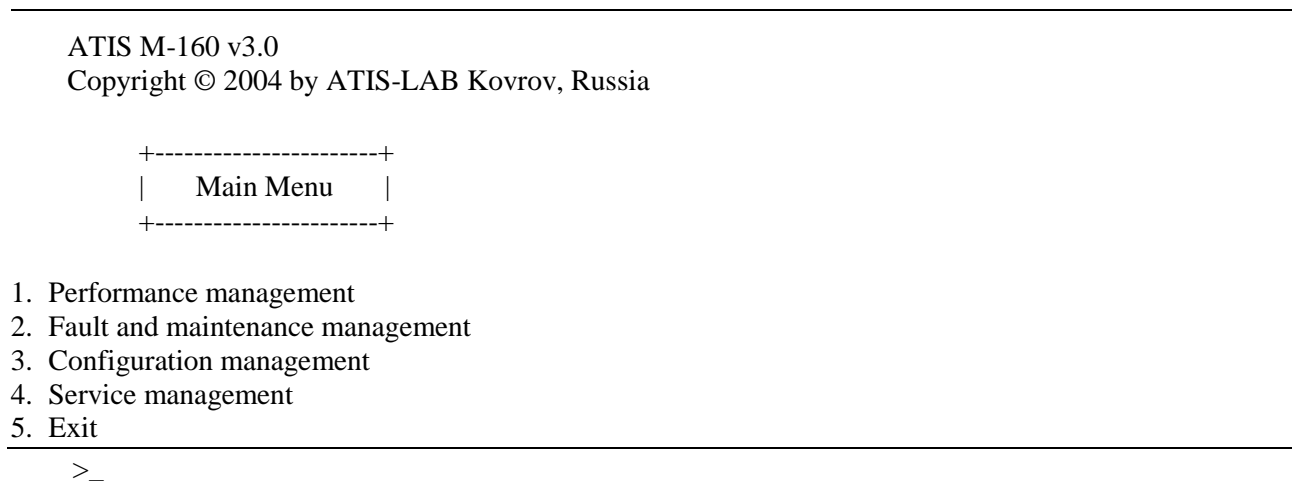 ATIS M-160 v3.0
Copyright © 2004 by ATIS-LAB Kovrov, Russia
+-----------------------+
| Main Menu |
+-----------------------+
1. Performance management
2. Fault and maintenance management
3. Configuration management
4. Service management
5. Exit
>_